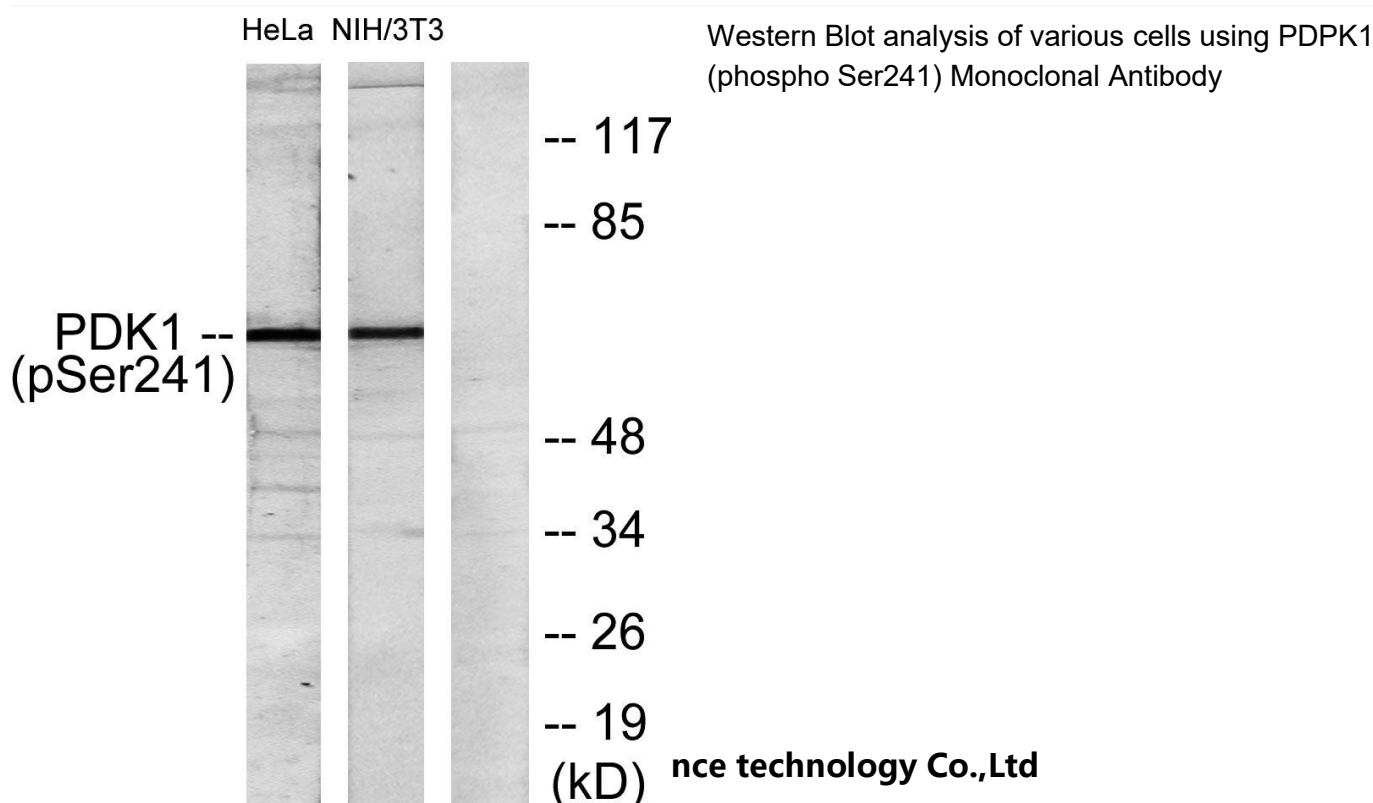 HeLa NIH/3T3
Western Blot analysis of various cells using PDPK1
(phospho Ser241) Monoclonal Antibody
-- 117
-- 85
PDK1 --
(pSer241)
-- 48
-- 34
-- 26
-- 19
(kD)
nce technology Co.,Ltd